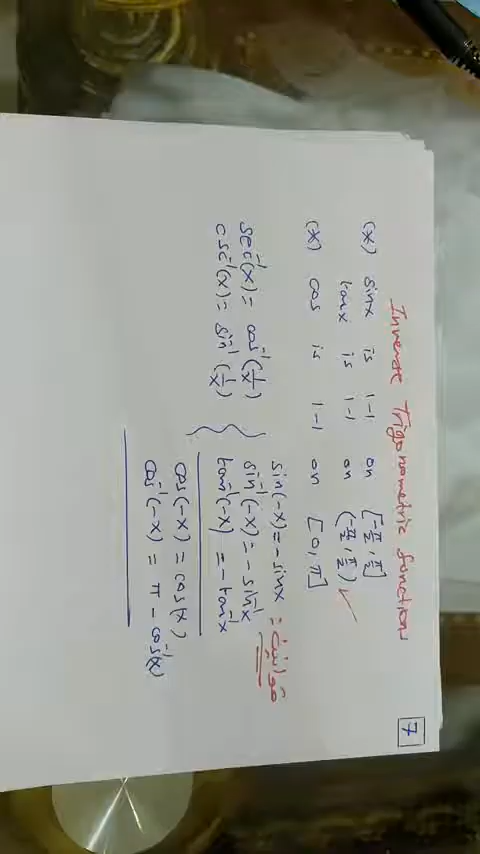 7
Inverse Trigonometric function
(*) sinx is 1-1 on [-π/2, π/2]
tanx is 1-1 on (-π/2, π/2) ✓
(*) cos is 1-1 on [0, π]
sin(-x) = -sinx = قوانين
sec⁻¹(x) = cos⁻¹(1/x)
sin⁻¹(-x) = -sin⁻¹x
csc⁻¹(x) = sin⁻¹(1/x)
tan⁻¹(-x) = -tan⁻¹x
cos(-x) = cos(x)
cos⁻¹(-x) = π - cos⁻¹(x)